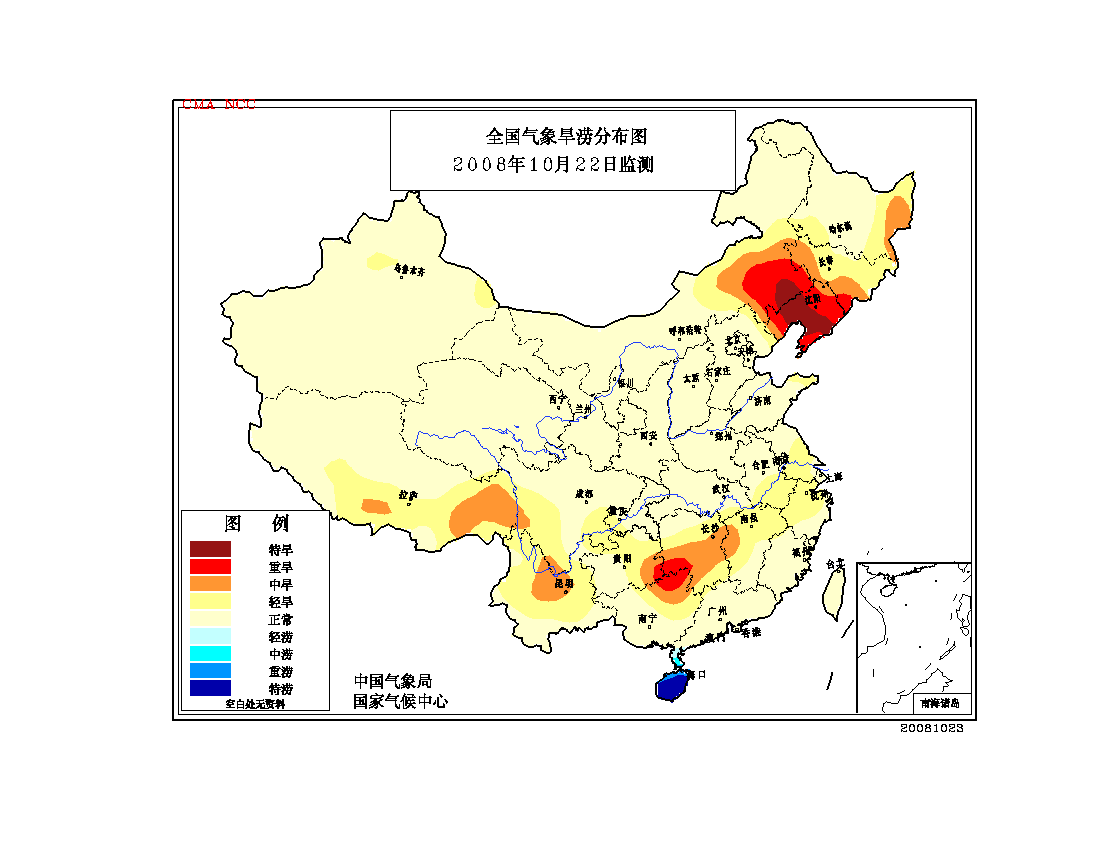 CMA NCC
全国气象旱涝分布图
2008年10月22日监测
哈尔滨
长春
乌鲁木齐
沈阳
呼和浩特
北京
天津
银川
太原
石家庄
西宁
兰州
济南
西安
郑州
合肥
南京
上海
拉萨
成都
武汉
杭州
重庆
长沙
南昌
贵阳
福州
台北
昆明
南宁
广州
澳门
香港
海口
图 例
特旱
重旱
中旱
轻旱
正常
轻涝
中涝
重涝
特涝
空白处无资料
中国气象局
国家气候中心
南海诸岛
20081023